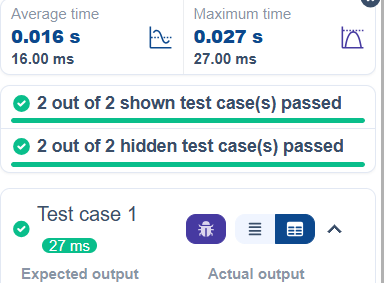 Average time
0.016 s
16.00 ms
Maximum time
0.027 s
27.00 ms
2 out of 2 shown test case(s) passed
2 out of 2 hidden test case(s) passed
Test case 1
27 ms
Expected output
Actual output